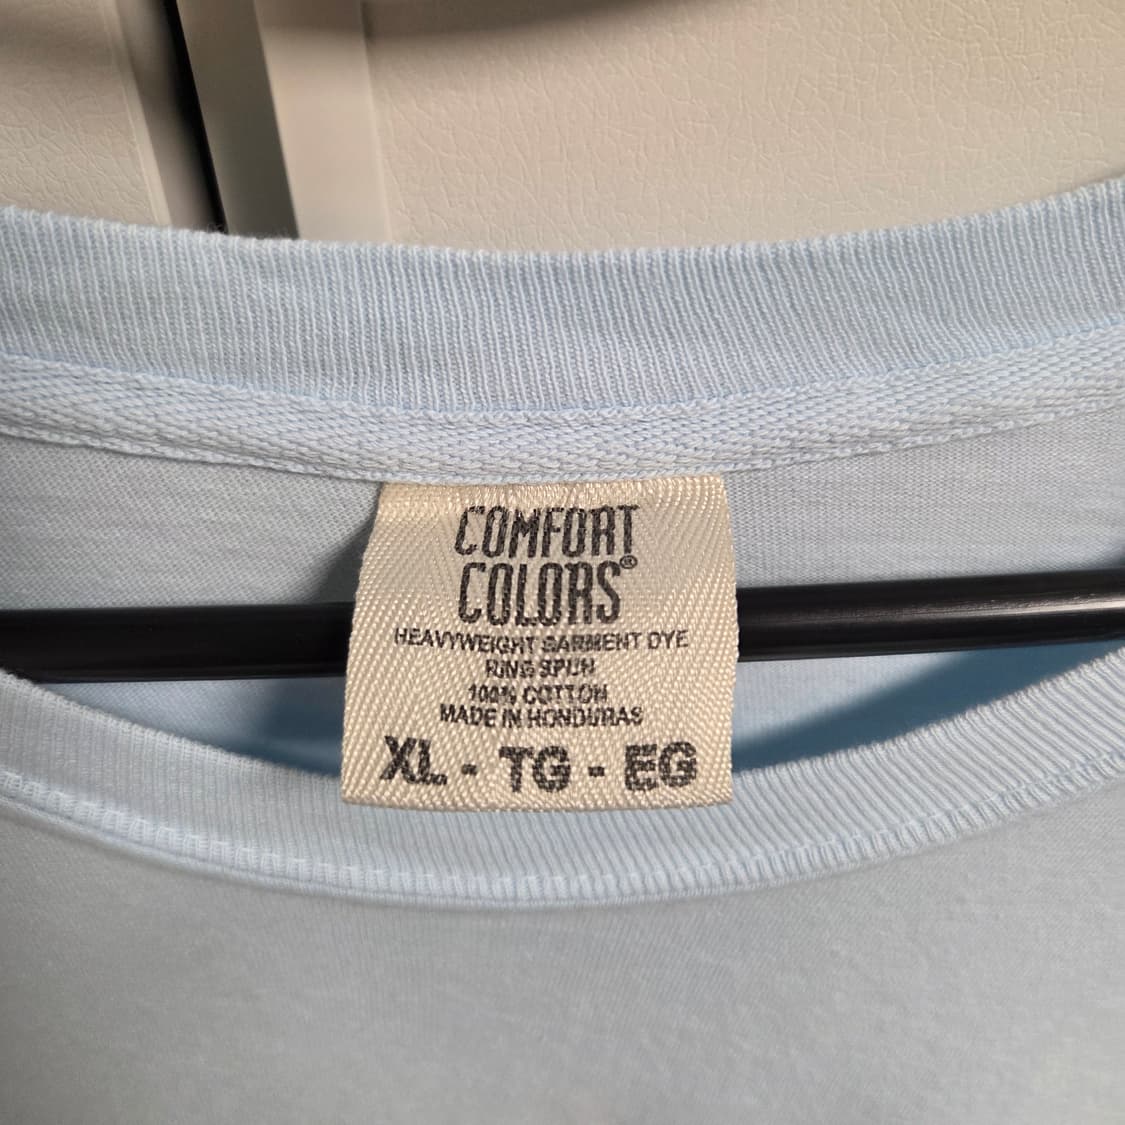 COMFORT
COLORS®
HEAVYWEIGHT GARMENT DYE
RING SPUN
100% COTTON
MADE IN HONDURAS
XL - TG - EG